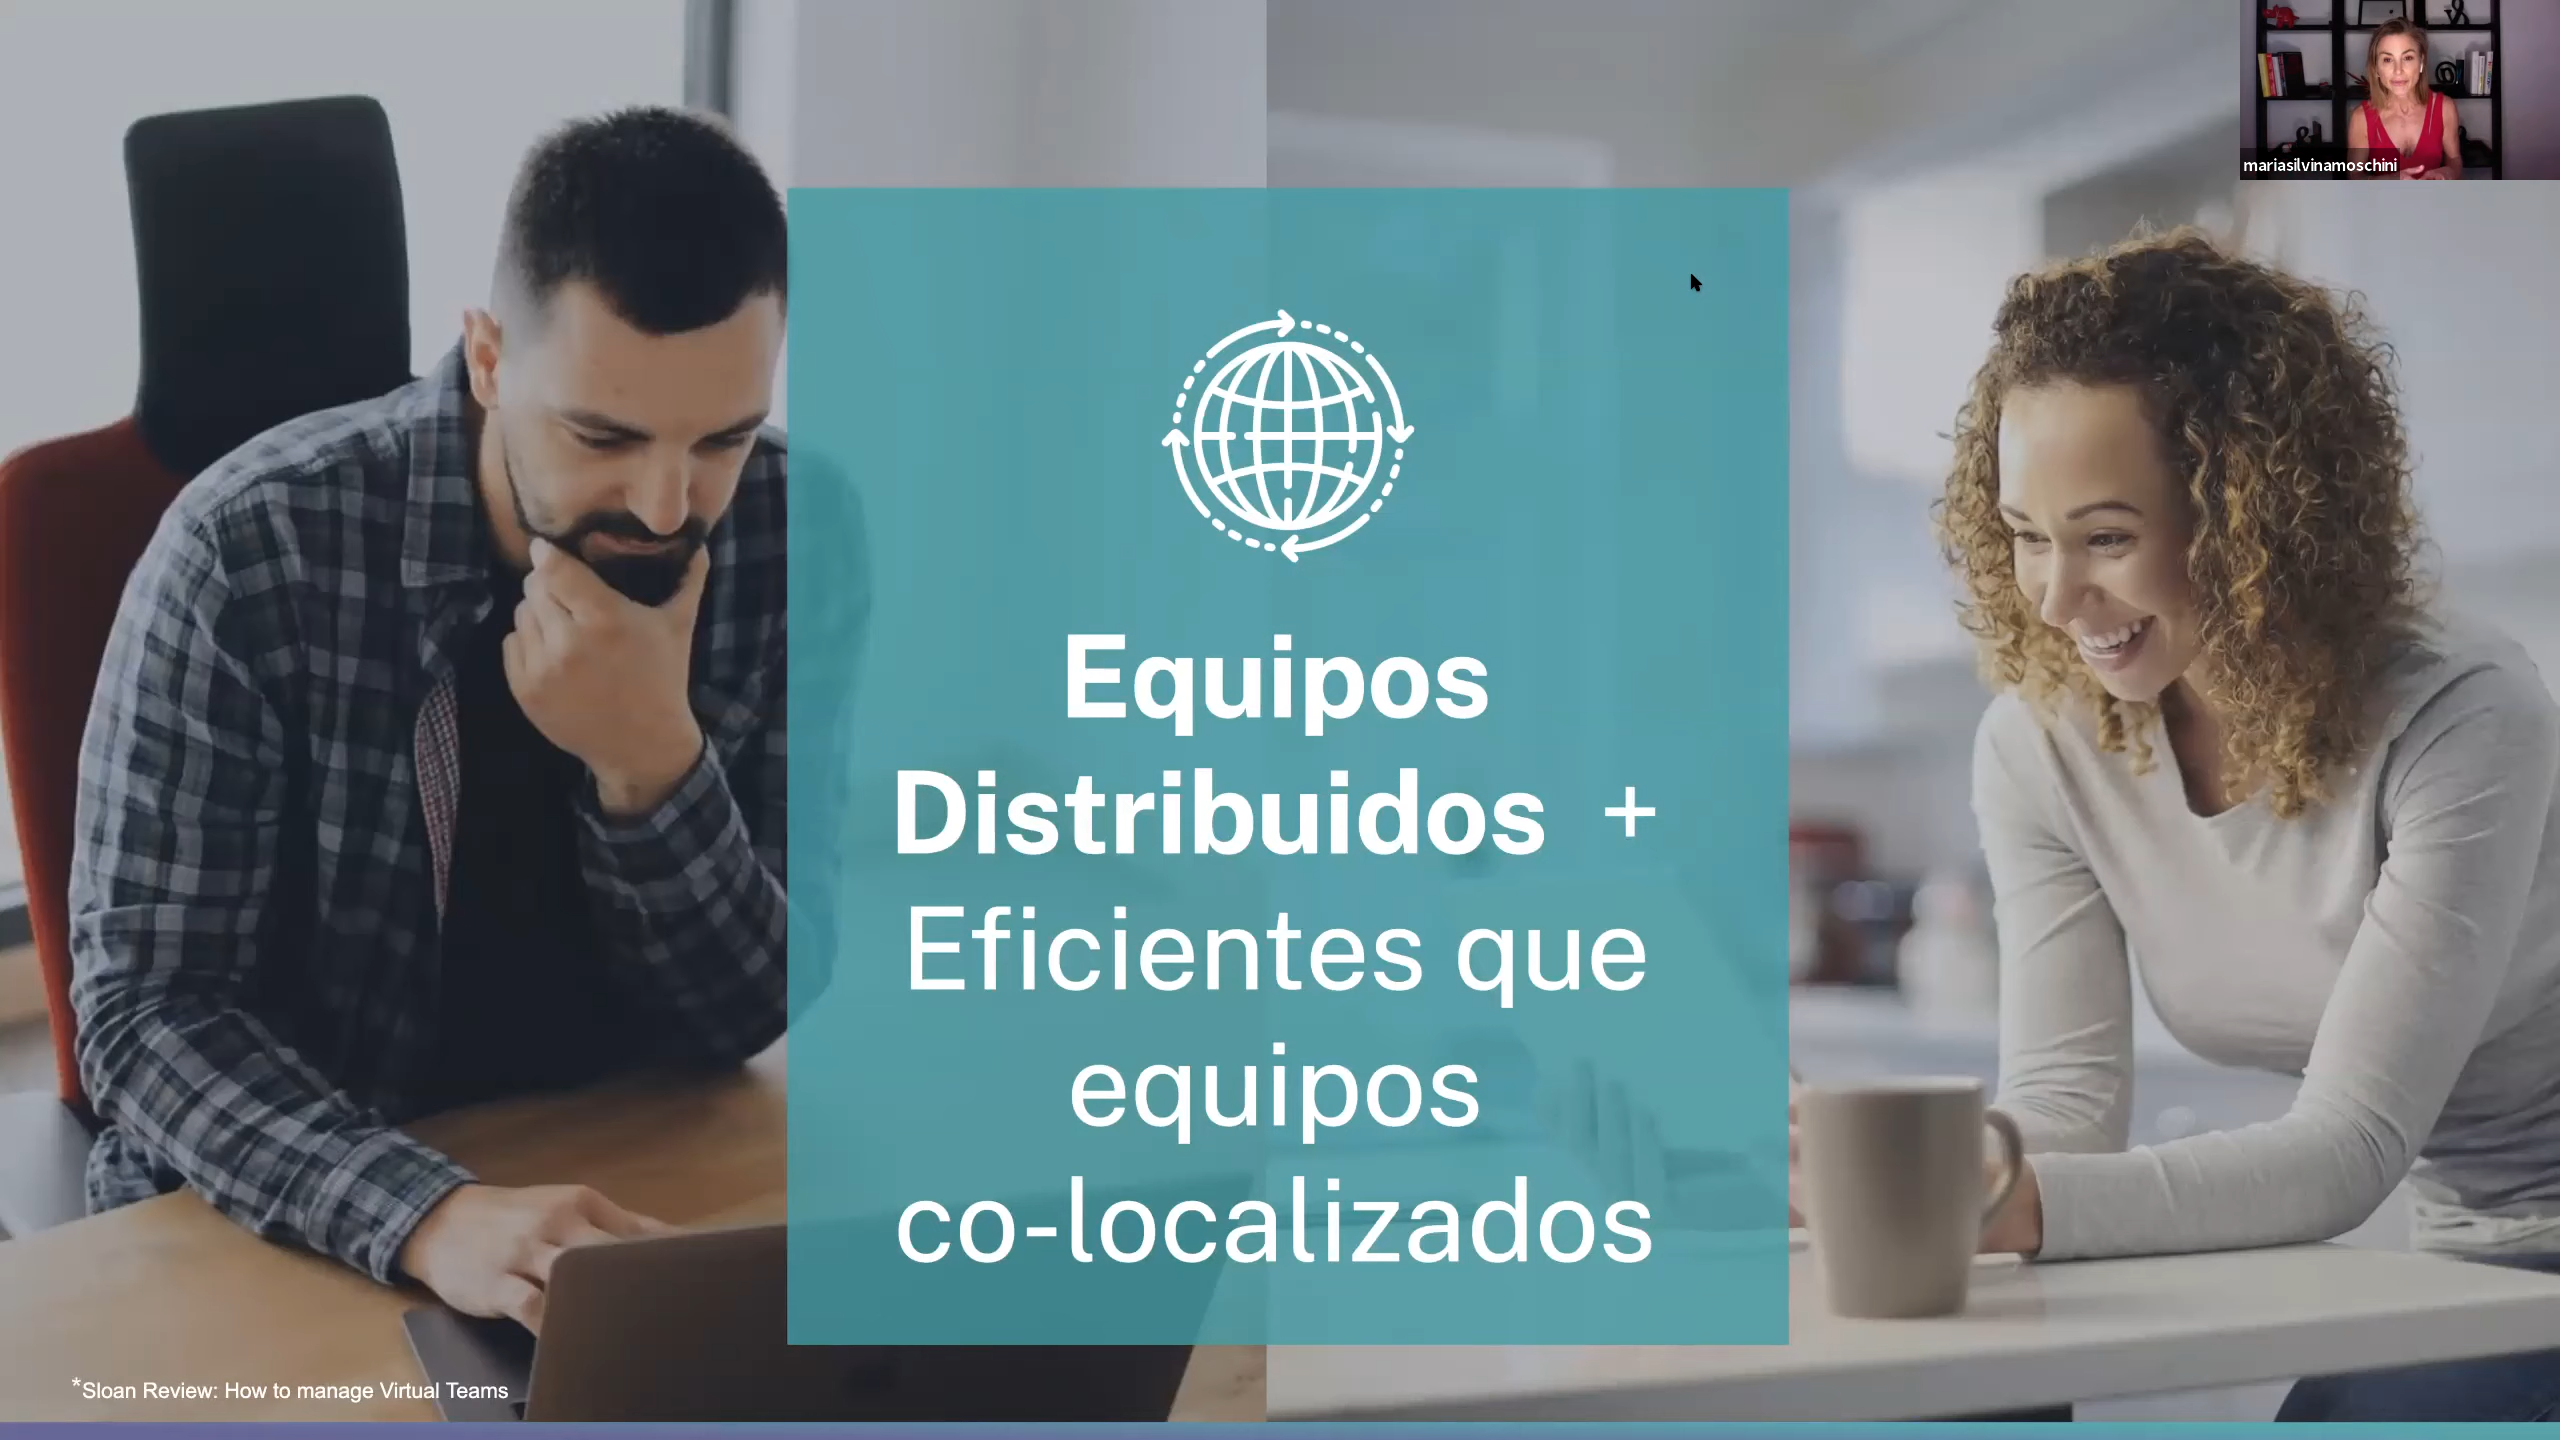 mariasilvinamoschini
Equipos
Distribuidos +
Eficientes que
equipos
co-localizados
*Sloan Review: How to manage Virtual Teams